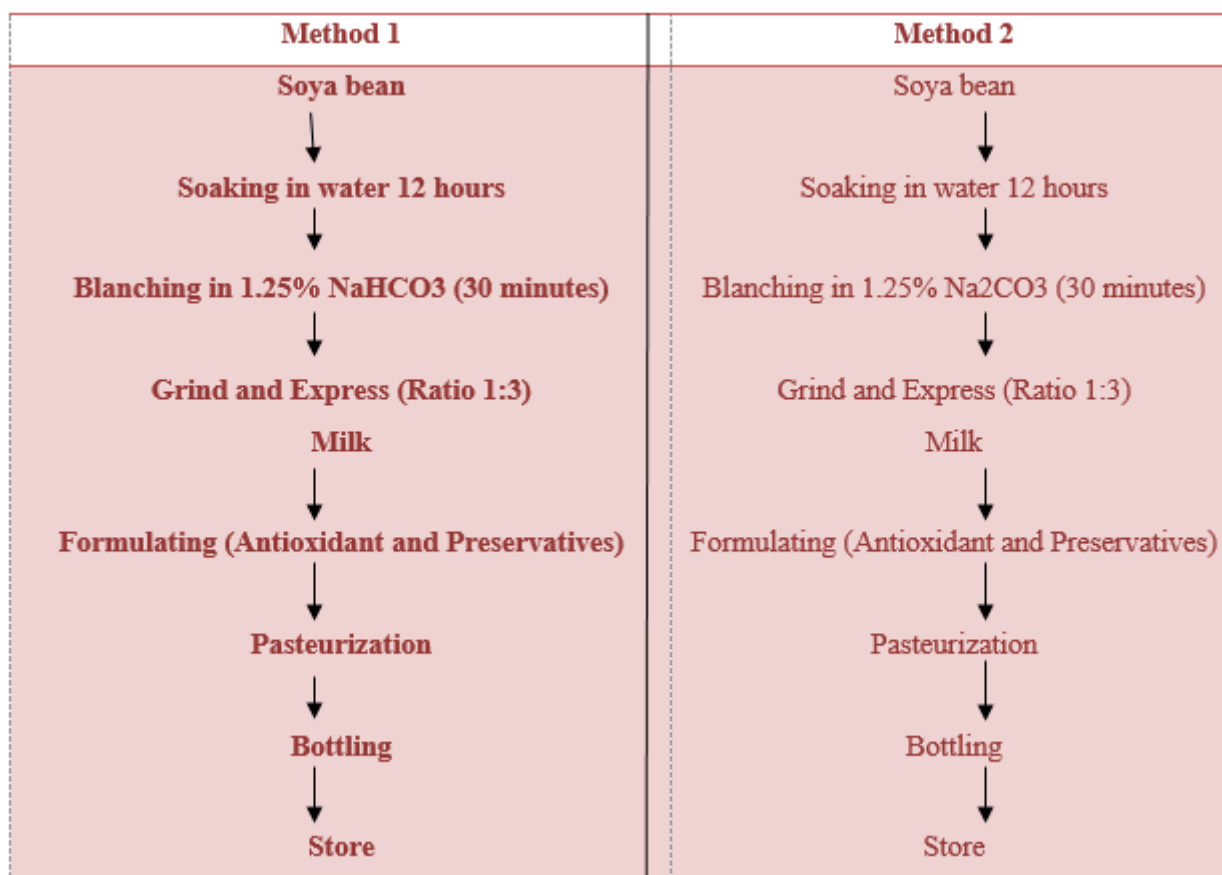 Method 1
Soya bean
Soaking in water 12 hours
Blanching in 1.25% NaHCO3 (30 minutes)
Grind and Express (Ratio 1:3)
Milk
Formulating (Antioxidant and Preservatives)
Pasteurization
Bottling
Store
Method 2
Soya bean
Soaking in water 12 hours
Blanching in 1.25% Na2CO3 (30 minutes)
Grind and Express (Ratio 1:3)
Milk
Formulating (Antioxidant and Preservatives)
Pasteurization
Bottling
Store